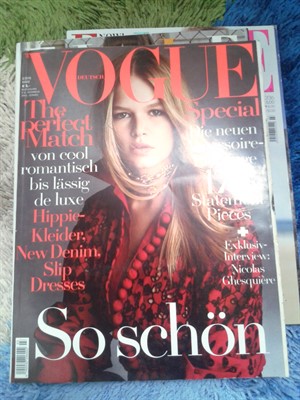 VOGUE
DEUTSCH
The
perfect
Match
von cool
romantisch
bis lässig
de luxe
Hippie-
Kleider,
New Denim,
Slip
Dresses
Special
Die neuen
Statement
Pieces
+
Exklusiv-
Interview:
Nicolas
Ghesquière
So schön